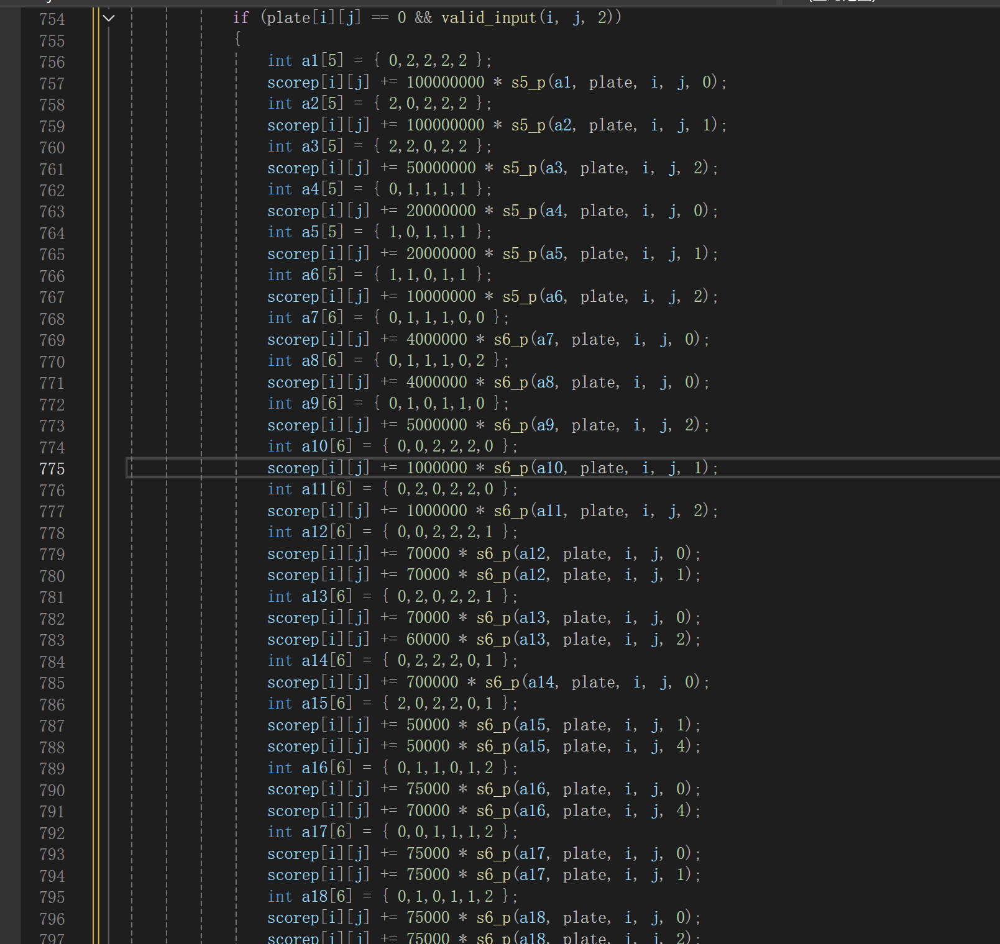 754 if (plate[i][j] == 0 && valid_input(i, j, 2))
755 {
756 int a1[5] = { 0,2,2,2,2 };
757 scorep[i][j] += 100000000 * s5_p(a1, plate, i, j, 0);
758 int a2[5] = { 2,0,2,2,2 };
759 scorep[i][j] += 100000000 * s5_p(a2, plate, i, j, 1);
760 int a3[5] = { 2,2,0,2,2 };
761 scorep[i][j] += 50000000 * s5_p(a3, plate, i, j, 2);
762 int a4[5] = { 0,1,1,1,1 };
763 scorep[i][j] += 20000000 * s5_p(a4, plate, i, j, 0);
764 int a5[5] = { 1,0,1,1,1 };
765 scorep[i][j] += 20000000 * s5_p(a5, plate, i, j, 1);
766 int a6[5] = { 1,1,0,1,1 };
767 scorep[i][j] += 10000000 * s5_p(a6, plate, i, j, 2);
768 int a7[6] = { 0,1,1,1,0,0 };
769 scorep[i][j] += 4000000 * s6_p(a7, plate, i, j, 0);
770 int a8[6] = { 0,1,1,1,0,2 };
771 scorep[i][j] += 4000000 * s6_p(a8, plate, i, j, 0);
772 int a9[6] = { 0,1,0,1,1,0 };
773 scorep[i][j] += 5000000 * s6_p(a9, plate, i, j, 2);
774 int a10[6] = { 0,0,2,2,2,0 };
775 scorep[i][j] += 1000000 * s6_p(a10, plate, i, j, 1);
776 int a11[6] = { 0,2,0,2,2,0 };
777 scorep[i][j] += 1000000 * s6_p(a11, plate, i, j, 2);
778 int a12[6] = { 0,0,2,2,2,1 };
779 scorep[i][j] += 70000 * s6_p(a12, plate, i, j, 0);
780 scorep[i][j] += 70000 * s6_p(a12, plate, i, j, 1);
781 int a13[6] = { 0,2,0,2,2,1 };
782 scorep[i][j] += 70000 * s6_p(a13, plate, i, j, 0);
783 scorep[i][j] += 60000 * s6_p(a13, plate, i, j, 2);
784 int a14[6] = { 0,2,2,2,0,1 };
785 scorep[i][j] += 700000 * s6_p(a14, plate, i, j, 0);
786 int a15[6] = { 2,0,2,2,0,1 };
787 scorep[i][j] += 50000 * s6_p(a15, plate, i, j, 1);
788 scorep[i][j] += 50000 * s6_p(a15, plate, i, j, 4);
789 int a16[6] = { 0,1,1,0,1,2 };
790 scorep[i][j] += 75000 * s6_p(a16, plate, i, j, 0);
791 scorep[i][j] += 70000 * s6_p(a16, plate, i, j, 4);
792 int a17[6] = { 0,0,1,1,1,2 };
793 scorep[i][j] += 75000 * s6_p(a17, plate, i, j, 0);
794 scorep[i][j] += 75000 * s6_p(a17, plate, i, j, 1);
795 int a18[6] = { 0,1,0,1,1,2 };
796 scorep[i][j] += 75000 * s6_p(a18, plate, i, j, 0);
797 scorep[i][j] += 75000 * s6_p(a18, plate, i, j, 2);